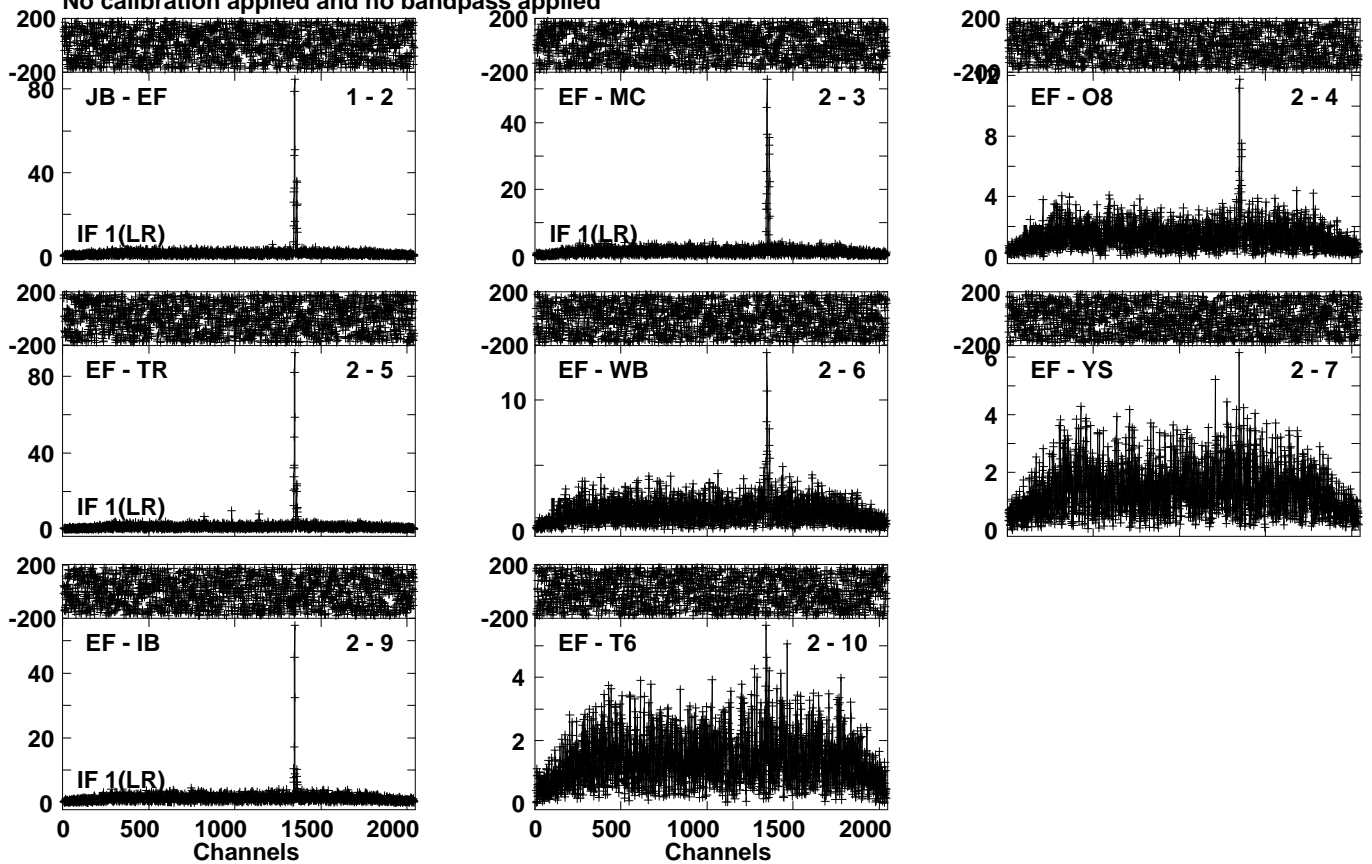 No calibration applied and no bandpass applied
200
-200
80
40
0
JB - EF
1 - 2
IF 1(LR)
200
-200
40
20
0
EF - MC
2 - 3
IF 1(LR)
200
-200
12
8
4
0
EF - O8
2 - 4
200
-200
80
40
0
EF - TR
2 - 5
IF 1(LR)
200
-200
10
0
EF - WB
2 - 6
200
-200
6
4
2
0
EF - YS
2 - 7
200
-200
40
20
0
EF - IB
2 - 9
IF 1(LR)
0 500 1000 1500 2000
Channels
200
-200
4
2
0
EF - T6
2 - 10
0 500 1000 1500 2000
Channels